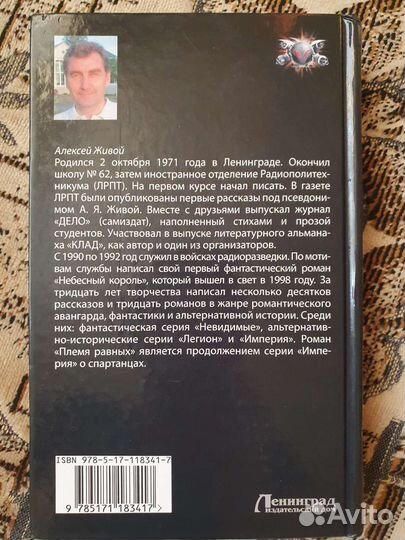 Алексей Живой
Родился 2 октября 1971 года в Ленинграде. Окончил
школу № 62, затем иностранное отделение Радиополитех-
никума (ЛРПТ). На первом курсе начал писать. В газете
ЛРПТ были опубликованы первые рассказы под псевдони-
мом А. Я. Живой. Вместе с друзьями выпускал журнал
«ДЕЛО» (самиздат), наполненный стихами и прозой
студентов. Участвовал в выпуске литературного альмана-
ха «КЛАД», как автор и один из организаторов.
С 1990 по 1992 год служил в войсках радиоразведки. По моти-
вам службы написал свой первый фантастический роман
«Небесный король», который вышел в свет в 1998 году. За
тридцать лет творчества написал несколько десятков
рассказов и тридцать романов в жанре романтического
авангарда, фантастики и альтернативной истории. Среди
них: фантастическая серия «Невидимые», альтернатив-
но-исторические серии «Легион» и «Империя». Роман
«Племя равных» является продолжением серии «Импе-
рия» о спартанцах.
ISBN 978-5-17-118341-7
9 785171 183417 >
Ленинград
издательский дом
Avito